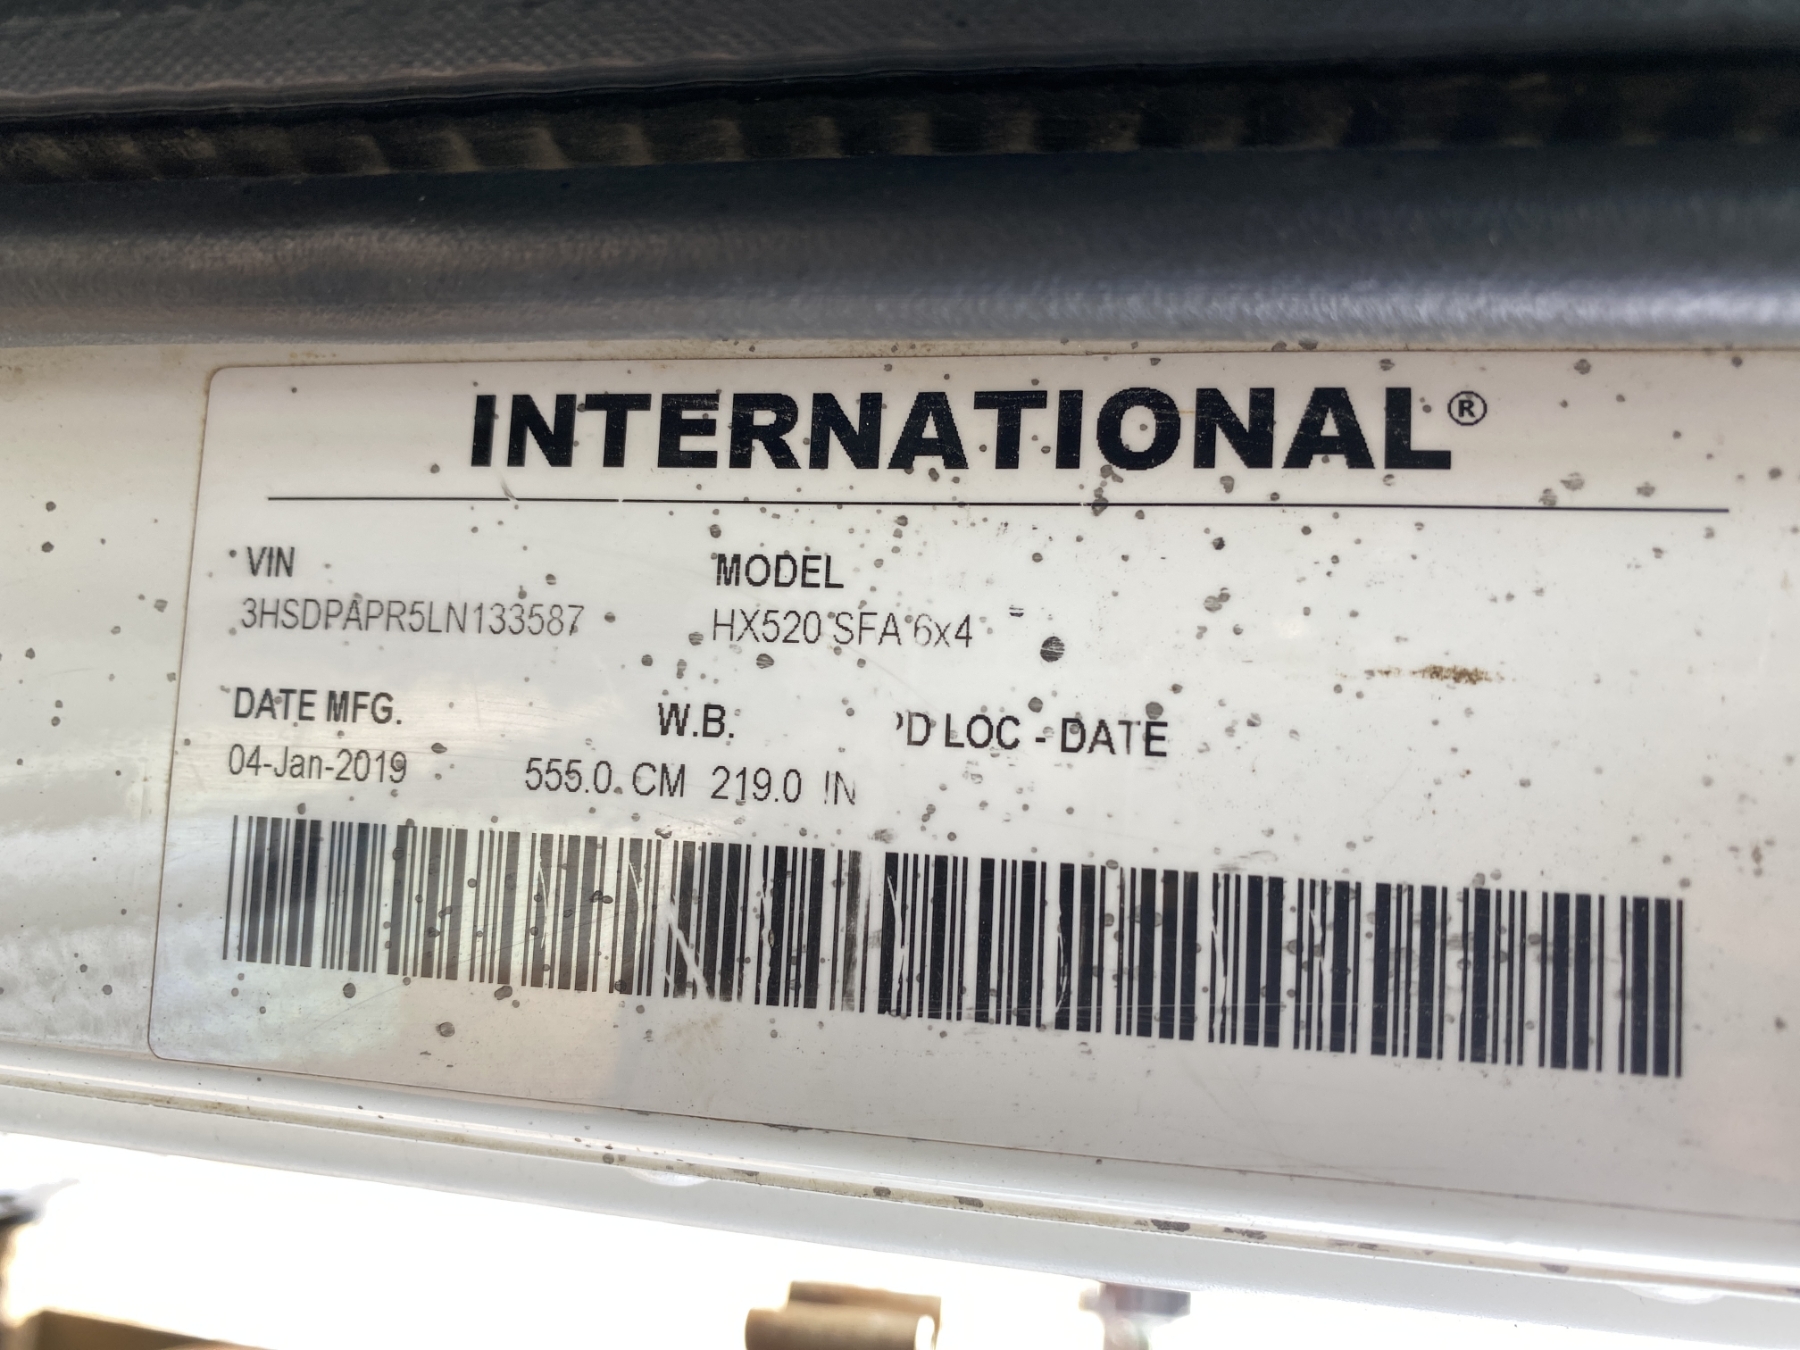 INTERNATIONAL®
VIN MODEL
3HSDPAPR5LN133587 HX520 SFA 6x4
DATE MFG. W.B. 'D LOC - DATE
04-Jan-2019 555.0 CM 219.0 IN